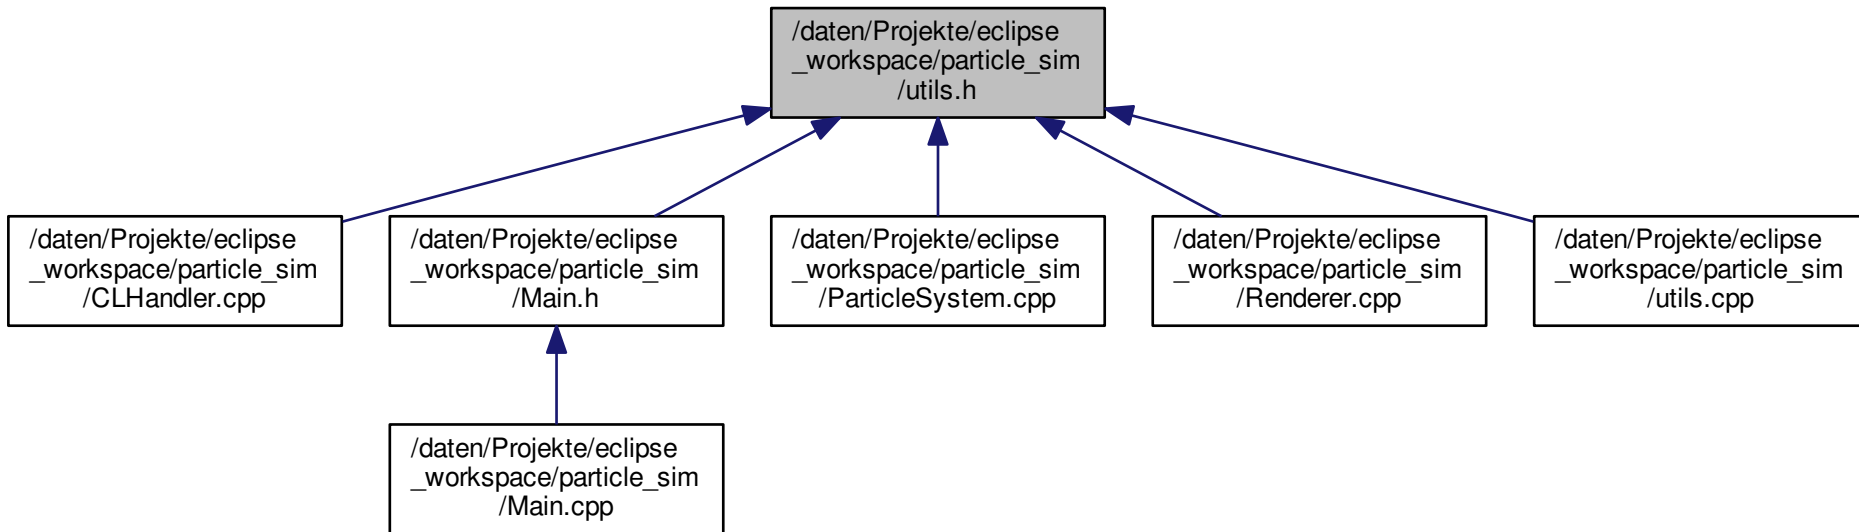 /daten/Projekte/eclipse
_workspace/particle_sim
/utils.h
/daten/Projekte/eclipse
_workspace/particle_sim
/CLHandler.cpp
/daten/Projekte/eclipse
_workspace/particle_sim
/Main.h
/daten/Projekte/eclipse
_workspace/particle_sim
/ParticleSystem.cpp
/daten/Projekte/eclipse
_workspace/particle_sim
/Renderer.cpp
/daten/Projekte/eclipse
_workspace/particle_sim
/utils.cpp
/daten/Projekte/eclipse
_workspace/particle_sim
/Main.cpp